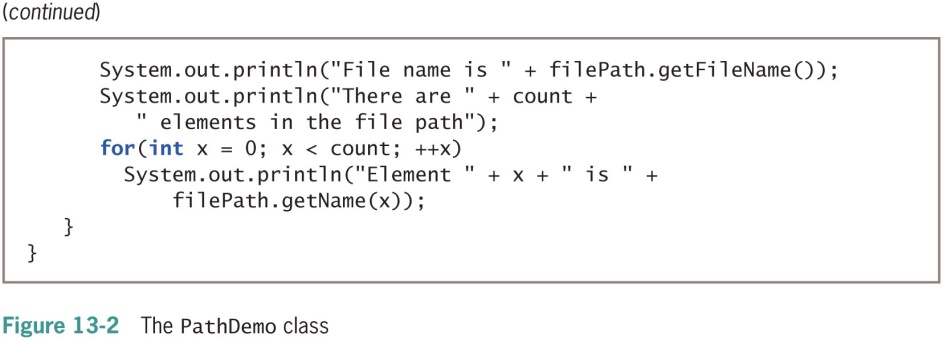 (continued)
System.out.println("File name is " + filePath.getFileName());
System.out.println("There are " + count +
" elements in the file path");
for(int x = 0; x < count; ++x)
System.out.println("Element " + x + " is " +
filePath.getName(x));
}
}
Figure 13-2 The PathDemo class